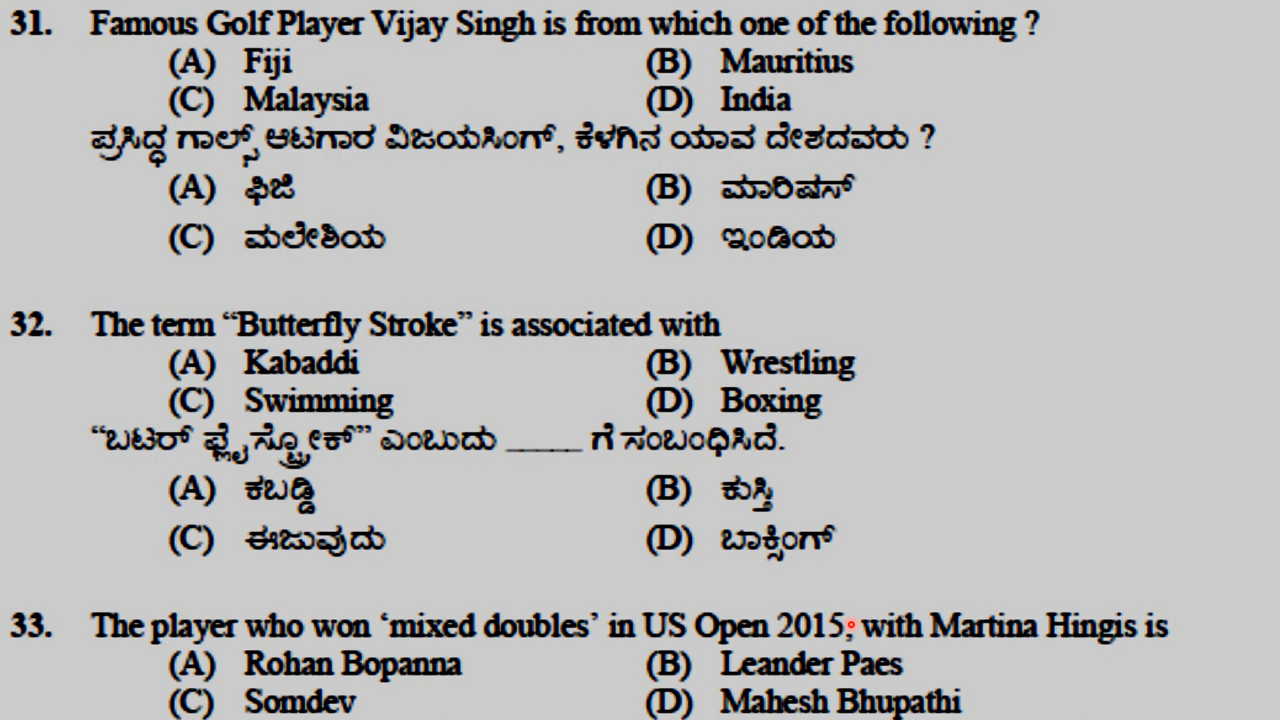 31. Famous Golf Player Vijay Singh is from which one of the following ?
(A) Fiji (B) Mauritius
(C) Malaysia (D) India
ಪ್ರಸಿದ್ಧ ಗಾಲ್ಫ್ ಆಟಗಾರ ವಿಜಯಸಿಂಗ್, ಕೆಳಗಿನ ಯಾವ ದೇಶದವರು ?
(A) ಫಿಜಿ (B) ಮಾರಿಷಸ್
(C) ಮಲೇಶಿಯ (D) ಇಂಡಿಯ
32. The term “Butterfly Stroke” is associated with
(A) Kabaddi (B) Wrestling
(C) Swimming (D) Boxing
“ಬಟರ್ ಫ್ಲೈ ಸ್ಟ್ರೋಕ್” ಎಂಬುದು _____ ಗೆ ಸಂಬಂಧಿಸಿದೆ.
(A) ಕಬಡ್ಡಿ (B) ಕುಸ್ತಿ
(C) ಈಜುವುದು (D) ಬಾಕ್ಸಿಂಗ್
33. The player who won ‘mixed doubles’ in US Open 2015; with Martina Hingis is
(A) Rohan Bopanna (B) Leander Paes
(C) Somdev (D) Mahesh Bhupathi